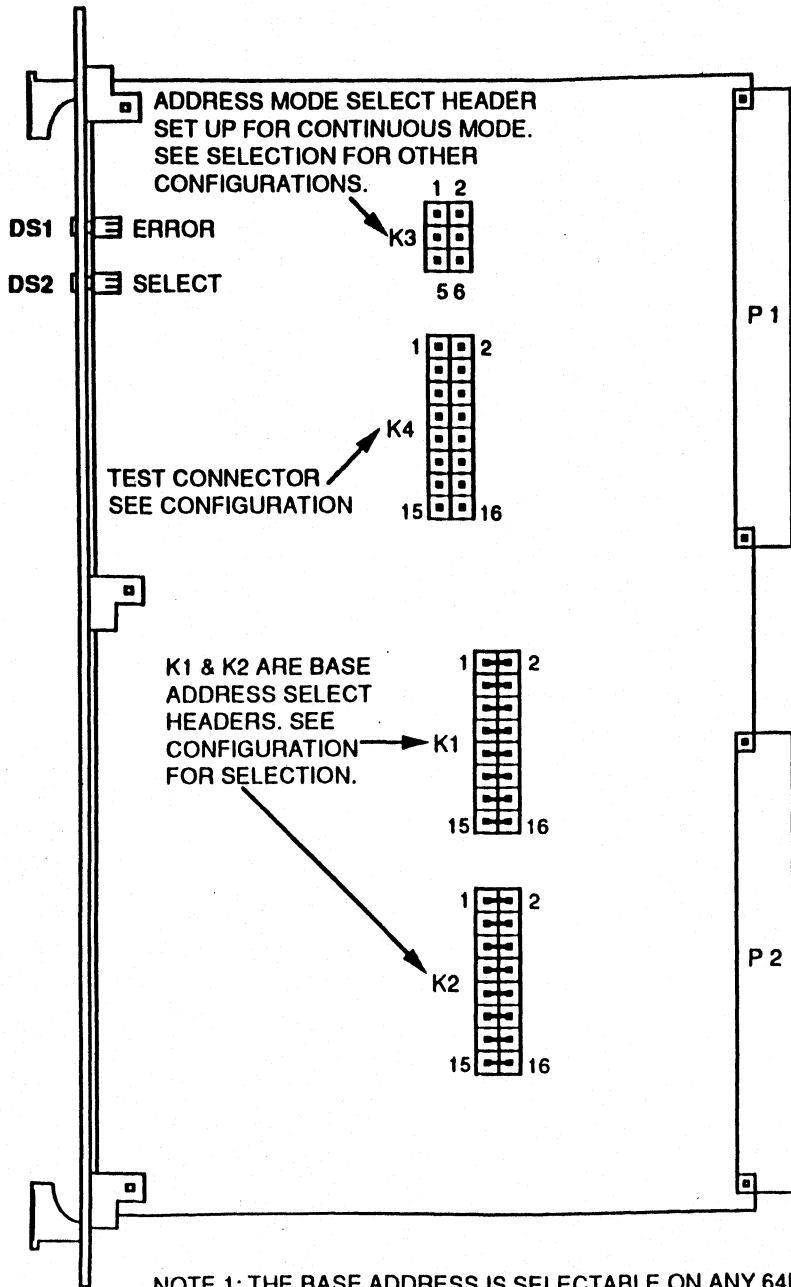 ADDRESS MODE SELECT HEADER
SET UP FOR CONTINUOUS MODE.
SEE SELECTION FOR OTHER
CONFIGURATIONS.
1 2
K3
5 6
DS1 ERROR
DS2 SELECT
P 1
1 2
K4
TEST CONNECTOR
SEE CONFIGURATION
15 16
K1 & K2 ARE BASE
ADDRESS SELECT
HEADERS. SEE
CONFIGURATION
FOR SELECTION.
1 2
K1
15 16
1 2
K2
15 16
P 2
NOTE 1: THE BASE ADDRESS IS SELECTABLE ON ANY